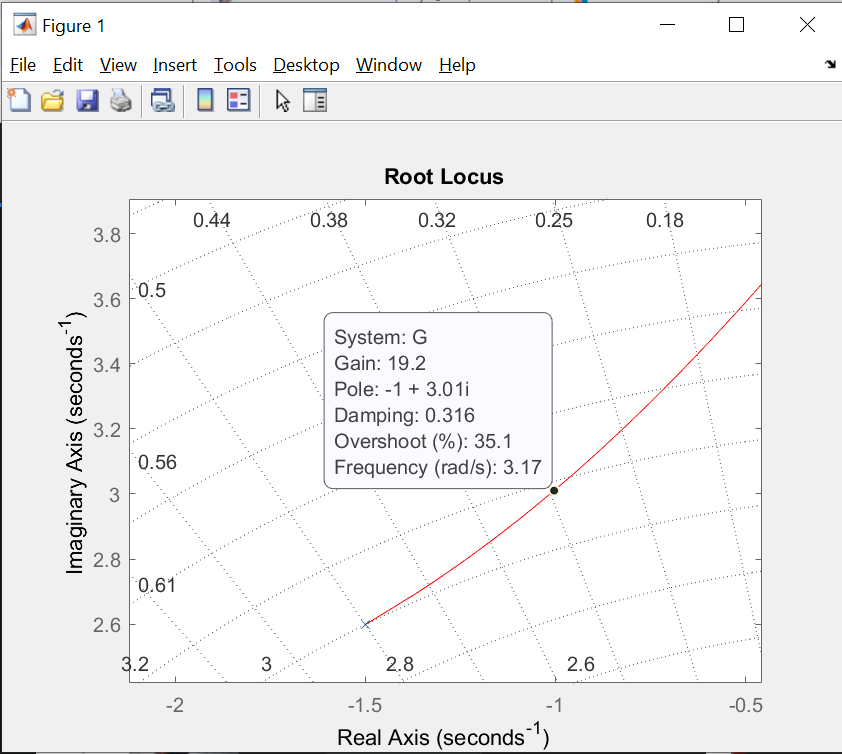 Figure 1
File Edit View Insert Tools Desktop Window Help
Root Locus
0.44 0.38 0.32 0.25 0.18
3.8
0.5
3.6
System: G
Gain: 19.2
Pole: -1 + 3.01i
Damping: 0.316
Overshoot (%): 35.1
Frequency (rad/s): 3.17
3.4
3.2
0.56
3
2.8
0.61
2.6
3.2 3 2.8 2.6
-2 -1.5 -1 -0.5
Imaginary Axis (seconds⁻¹)
Real Axis (seconds⁻¹)